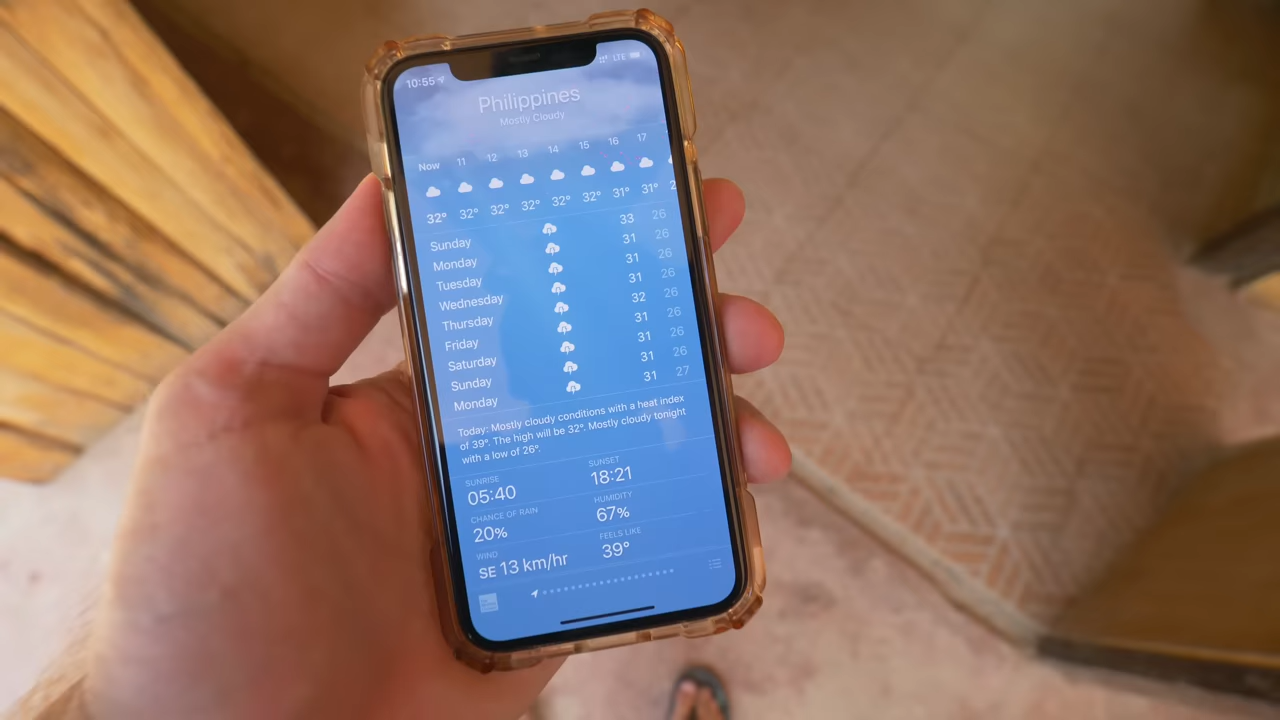 10:55
LTE
Philippines
Mostly Cloudy
Now 11 12 13 14 15 16 17
32° 32° 32° 32° 32° 32° 31° 31° 2
Sunday 33 26
Monday 31 26
Tuesday 31 26
Wednesday 31 26
Thursday 32 26
Friday 31 26
Saturday 31 26
Sunday 31 26
Monday 31 27
Today: Mostly cloudy conditions with a heat index
of 39°. The high will be 32°. Mostly cloudy tonight
with a low of 26°.
SUNRISE SUNSET
05:40 18:21
CHANCE OF RAIN HUMIDITY
20% 67%
WIND FEELS LIKE
SE 13 km/hr 39°